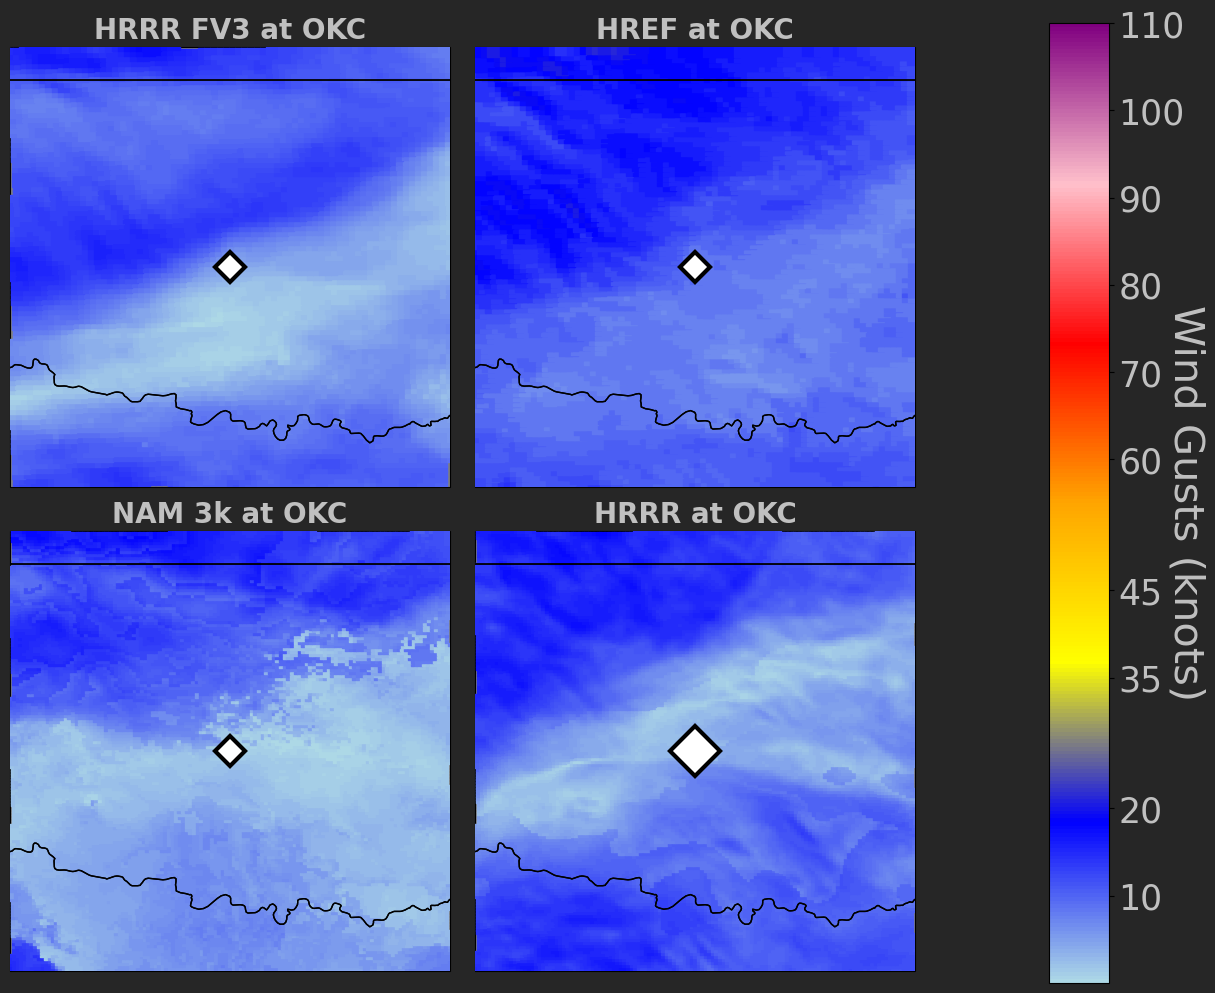 HRRR FV3 at OKC
HREF at OKC
NAM 3k at OKC
HRRR at OKC
110
100
90
80
70
60
45
35
20
10
Wind Gusts (knots)